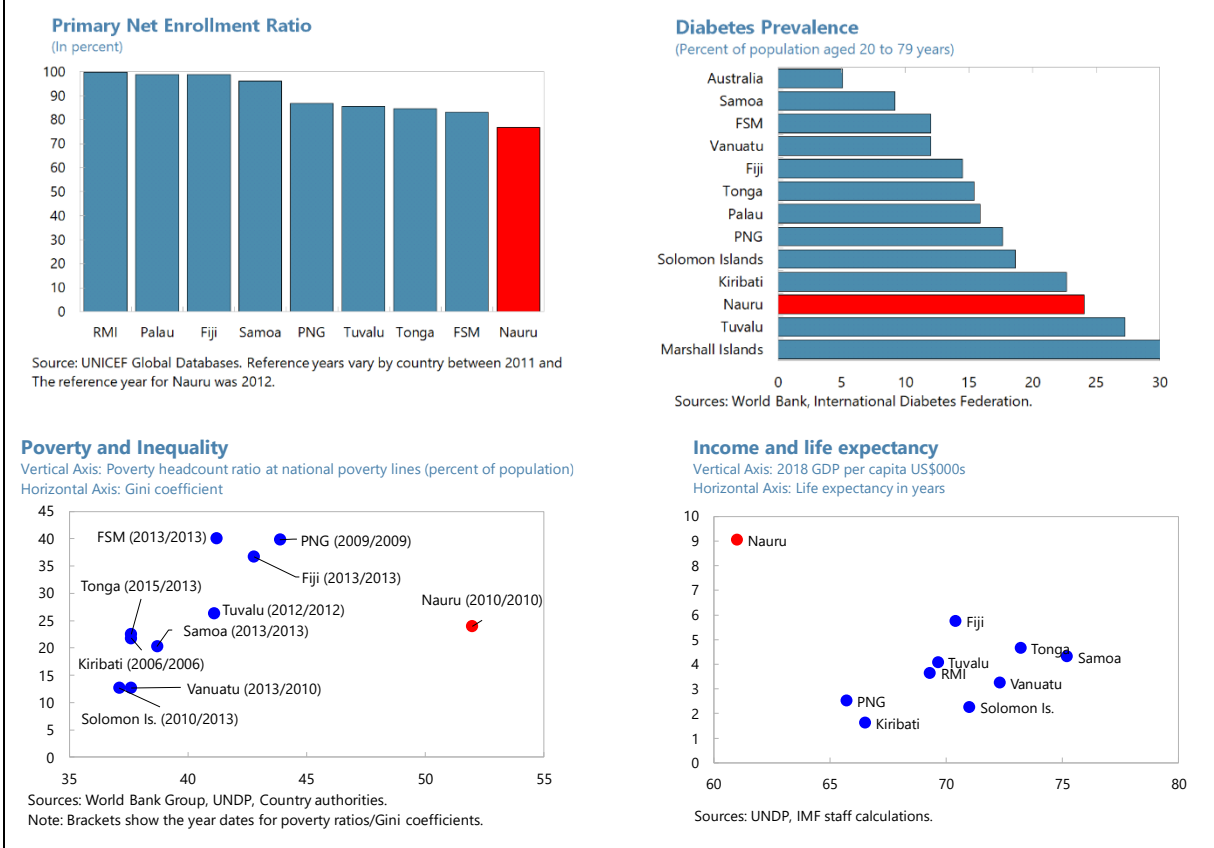 Primary Net Enrollment Ratio
(In percent)
100
90
80
70
60
50
40
30
20
10
0
RMI Palau Fiji Samoa PNG Tuvalu Tonga FSM Nauru
Source: UNICEF Global Databases. Reference years vary by country between 2011 and
The reference year for Nauru was 2012.
Diabetes Prevalence
(Percent of population aged 20 to 79 years)
Australia
Samoa
FSM
Vanuatu
Fiji
Tonga
Palau
PNG
Solomon Islands
Kiribati
Nauru
Tuvalu
Marshall Islands
0 5 10 15 20 25 30
Sources: World Bank, International Diabetes Federation.
Poverty and Inequality
Vertical Axis: Poverty headcount ratio at national poverty lines (percent of population)
Horizontal Axis: Gini coefficient
45
40
35
30
25
20
15
10
5
0
FSM (2013/2013)
PNG (2009/2009)
Fiji (2013/2013)
Tonga (2015/2013)
Nauru (2010/2010)
Tuvalu (2012/2012)
Samoa (2013/2013)
Kiribati (2006/2006)
Vanuatu (2013/2010)
Solomon Is. (2010/2013)
35 40 45 50 55
Sources: World Bank Group, UNDP, Country authorities.
Note: Brackets show the year dates for poverty ratios/Gini coefficients.
Income and life expectancy
Vertical Axis: 2018 GDP per capita US$000s
Horizontal Axis: Life expectancy in years
10
9
8
7
6
5
4
3
2
1
0
Nauru
Fiji
Tonga
Samoa
Tuvalu
RMI
Vanuatu
PNG
Solomon Is.
Kiribati
60 65 70 75 80
Sources: UNDP, IMF staff calculations.